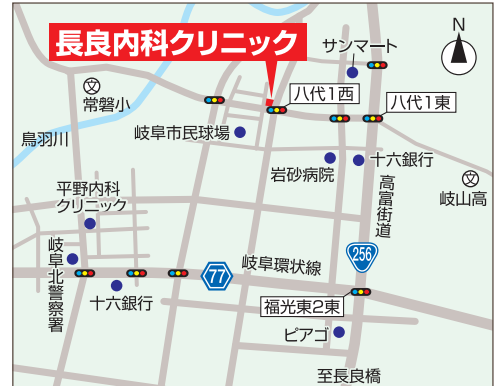 長良内科クリニック
サンマート
N
文
常磐小
八代1西
八代1東
鳥羽川
岐阜市民球場
岩砂病院
十六銀行
文
岐山高
平野内科
クリニック
高富街道
岐阜北警察署
岐阜環状線
77
256
十六銀行
福光東2東
ピアゴ
至長良橋